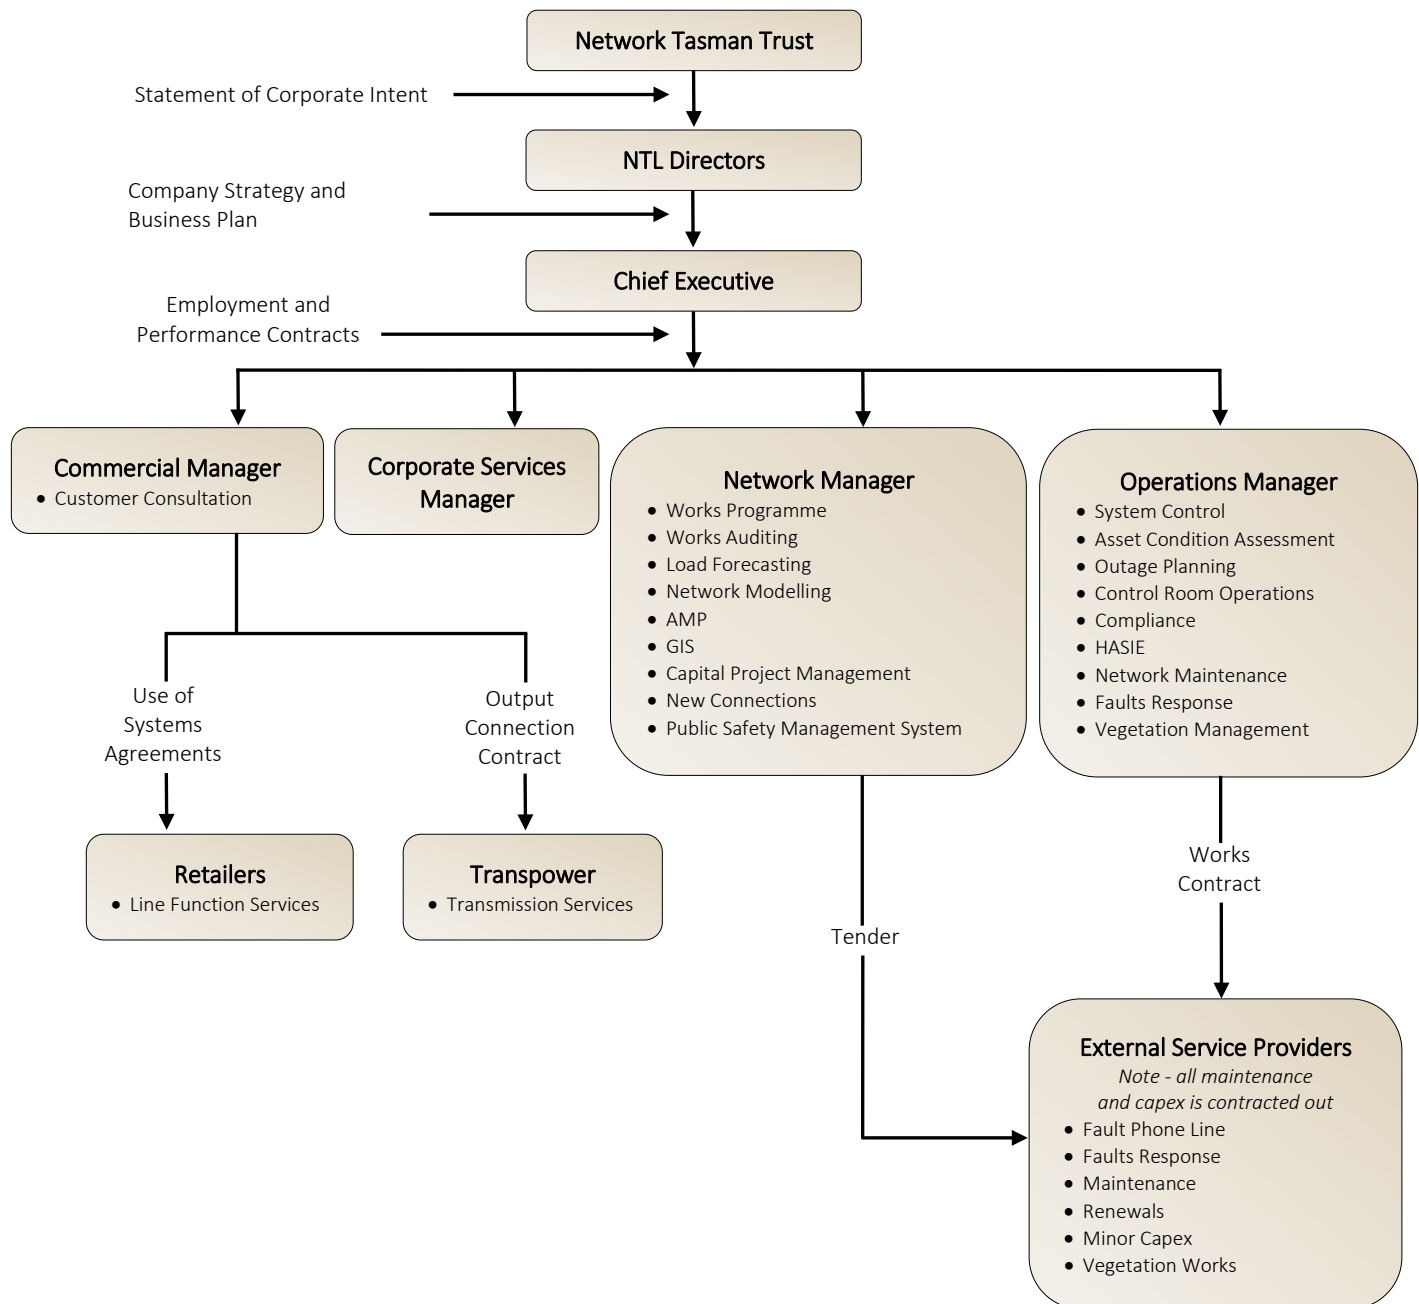 Network Tasman Trust
Statement of Corporate Intent
NTL Directors
Company Strategy and
Business Plan
Chief Executive
Employment and
Performance Contracts
Commercial Manager
• Customer Consultation
Corporate Services
Manager
Network Manager
• Works Programme
• Works Auditing
• Load Forecasting
• Network Modelling
• AMP
• GIS
• Capital Project Management
• New Connections
• Public Safety Management System
Operations Manager
• System Control
• Asset Condition Assessment
• Outage Planning
• Control Room Operations
• Compliance
• HASIE
• Network Maintenance
• Faults Response
• Vegetation Management
Use of
Systems
Agreements
Output
Connection
Contract
Retailers
• Line Function Services
Transpower
• Transmission Services
Tender
Works
Contract
External Service Providers
Note - all maintenance
and capex is contracted out
• Fault Phone Line
• Faults Response
• Maintenance
• Renewals
• Minor Capex
• Vegetation Works